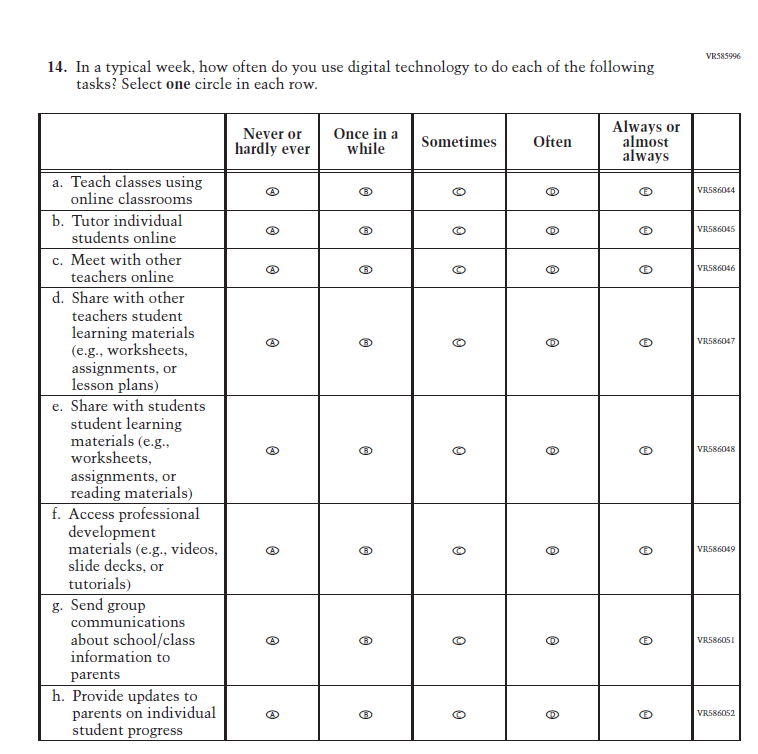 VR585996
14. In a typical week, how often do you use digital technology to do each of the following
tasks? Select one circle in each row.
Never or
hardly ever
Once in a
while
Sometimes
Often
Always or
almost
always
a. Teach classes using
online classrooms
A B C D E VR586044
b. Tutor individual
students online
A B C D E VR586045
c. Meet with other
teachers online
A B C D E VR586046
d. Share with other
teachers student
learning materials
(e.g., worksheets,
assignments, or
lesson plans)
A B C D E VR586047
e. Share with students
student learning
materials (e.g.,
worksheets,
assignments, or
reading materials)
A B C D E VR586048
f. Access professional
development
materials (e.g., videos,
slide decks, or
tutorials)
A B C D E VR586049
g. Send group
communications
about school/class
information to
parents
A B C D E VR586051
h. Provide updates to
parents on individual
student progress
A B C D E VR586052